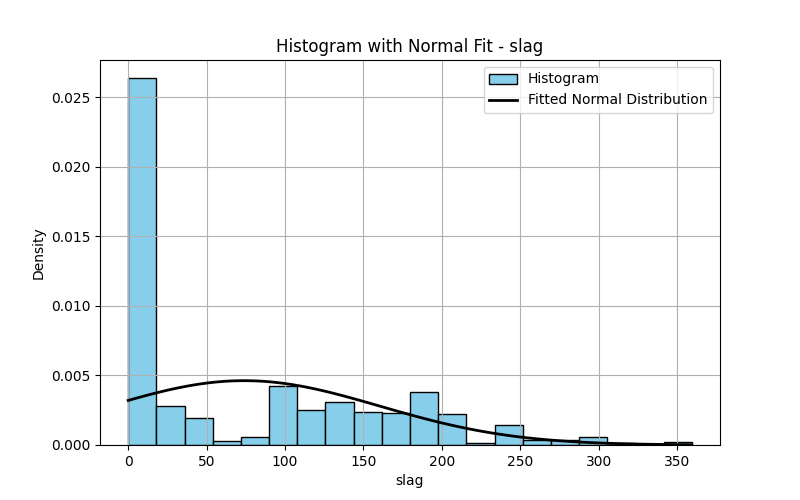 Histogram with Normal Fit - slag
Histogram
Fitted Normal Distribution
Density
0.025
0.020
0.015
0.010
0.005
0.000
0 50 100 150 200 250 300 350
slag